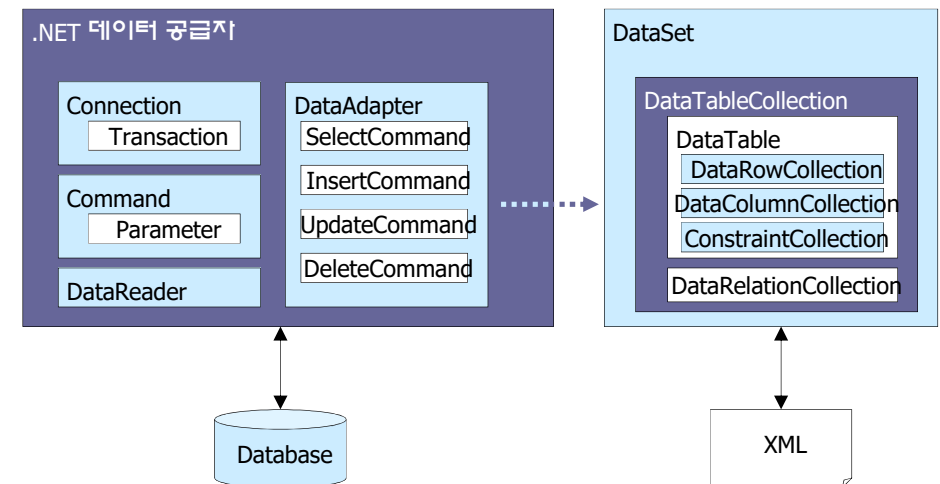 .NET 데이터 공급자
Connection
Transaction
Command
Parameter
DataReader
DataAdapter
SelectCommand
InsertCommand
UpdateCommand
DeleteCommand
Database
DataSet
DataTableCollection
DataTable
DataRowCollection
DataColumnCollection
ConstraintCollection
DataRelationCollection
XML